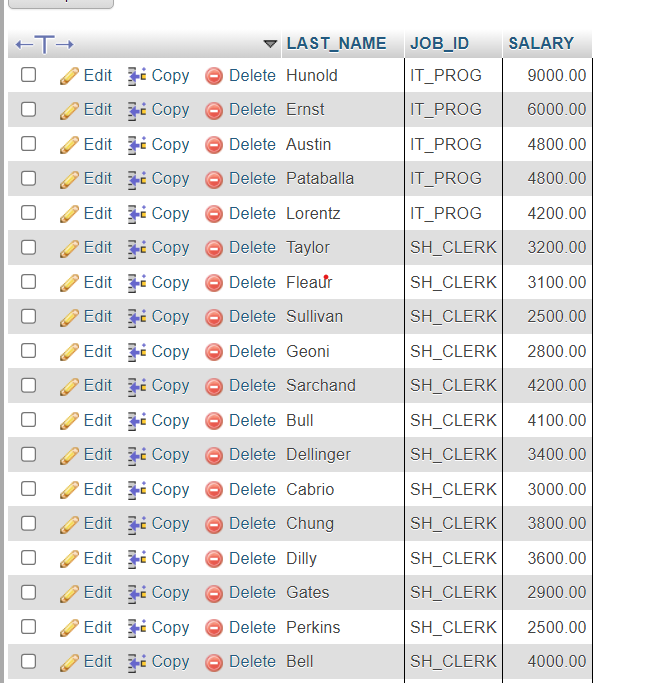 LAST_NAME JOB_ID SALARY
Edit Copy Delete Hunold IT_PROG 9000.00
Edit Copy Delete Ernst IT_PROG 6000.00
Edit Copy Delete Austin IT_PROG 4800.00
Edit Copy Delete Pataballa IT_PROG 4800.00
Edit Copy Delete Lorentz IT_PROG 4200.00
Edit Copy Delete Taylor SH_CLERK 3200.00
Edit Copy Delete Fleaur SH_CLERK 3100.00
Edit Copy Delete Sullivan SH_CLERK 2500.00
Edit Copy Delete Geoni SH_CLERK 2800.00
Edit Copy Delete Sarchand SH_CLERK 4200.00
Edit Copy Delete Bull SH_CLERK 4100.00
Edit Copy Delete Dellinger SH_CLERK 3400.00
Edit Copy Delete Cabrio SH_CLERK 3000.00
Edit Copy Delete Chung SH_CLERK 3800.00
Edit Copy Delete Dilly SH_CLERK 3600.00
Edit Copy Delete Gates SH_CLERK 2900.00
Edit Copy Delete Perkins SH_CLERK 2500.00
Edit Copy Delete Bell SH_CLERK 4000.00